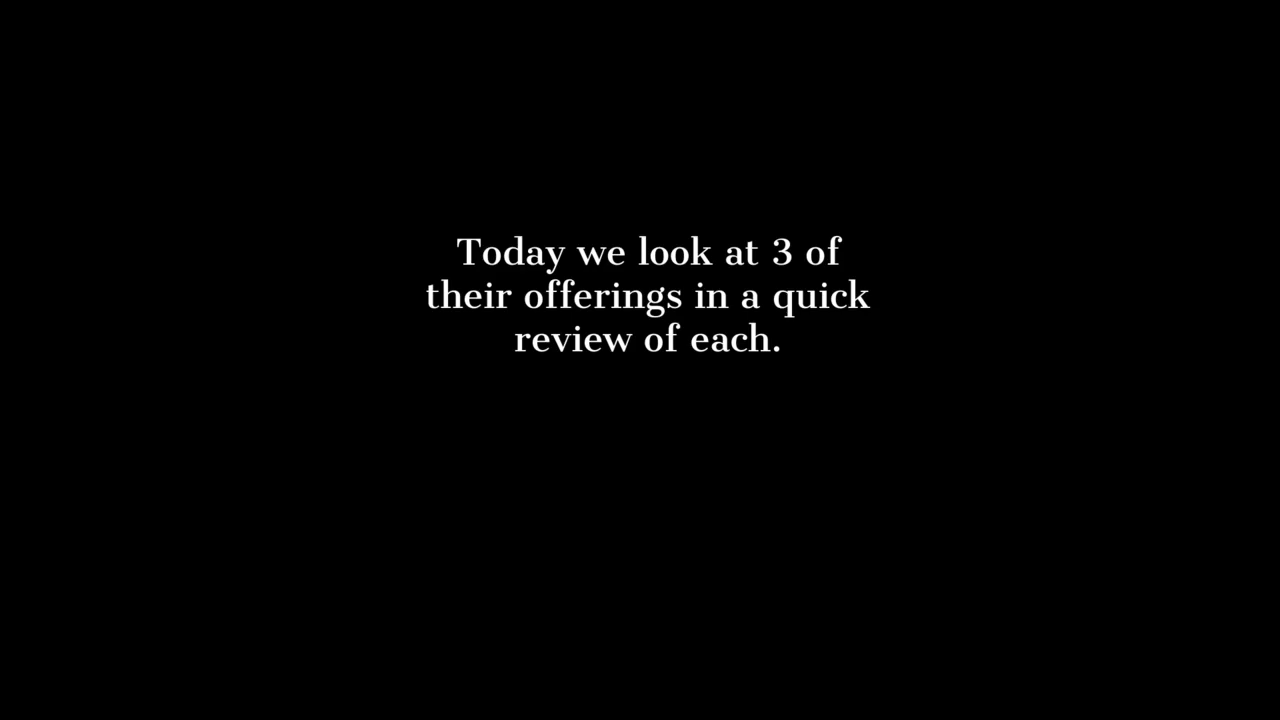 Today we look at 3 of
their offerings in a quick
review of each.